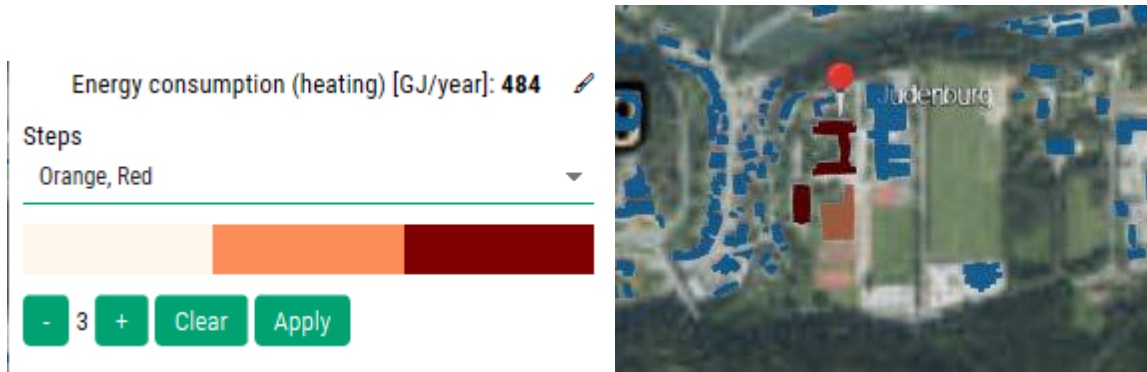 Energy consumption (heating) [GJ/year]: 484
Steps
Orange, Red
- 3 + Clear Apply
Judenburg